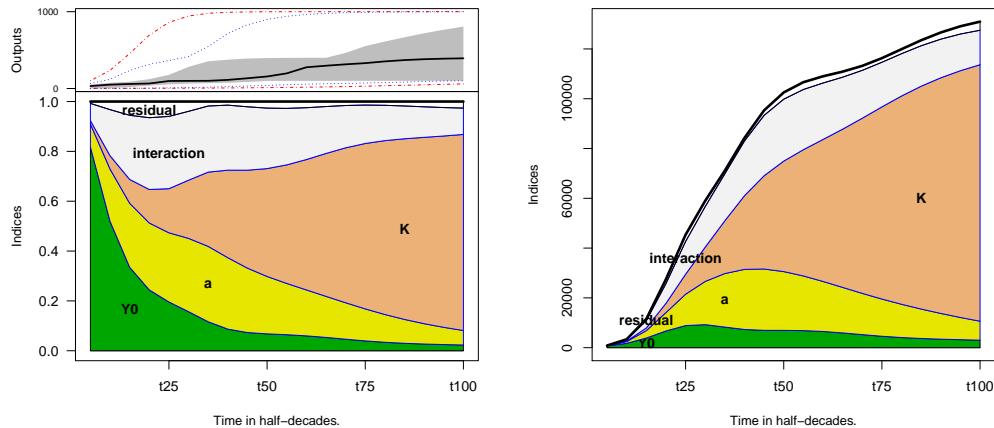 Outputs
1000
0
Indices
1.0
0.8
0.6
0.4
0.2
0.0
residual
interaction
K
a
Y0
t25
t50
t75
t100
Time in half−decades.
Indices
100000
60000
20000
0
K
interaction
a
residual
Y0
t25
t50
t75
t100
Time in half−decades.